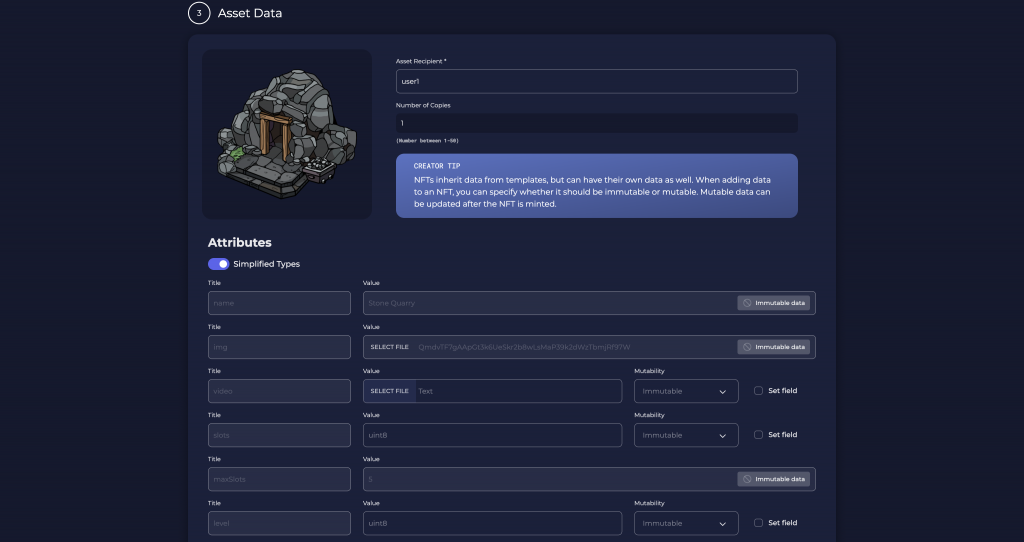 3 Asset Data
Asset Recipient *
user1
Number of Copies
1
(Number between 1-50)
CREATOR TIP
NFTs inherit data from templates, but can have their own data as well. When adding data
to an NFT, you can specify whether it should be immutable or mutable. Mutable data can
be updated after the NFT is minted.
Attributes
Simplified Types
Title Value
name Stone Quarry Immutable data
Title Value
img SELECT FILE Immutable data
Title Value Mutability
video SELECT FILE Text Immutable Set field
Title Value Mutability
slots uint8 Immutable Set field
Title Value
maxSlots 5 Immutable data
Title Value Mutability
level uint8 Immutable Set field